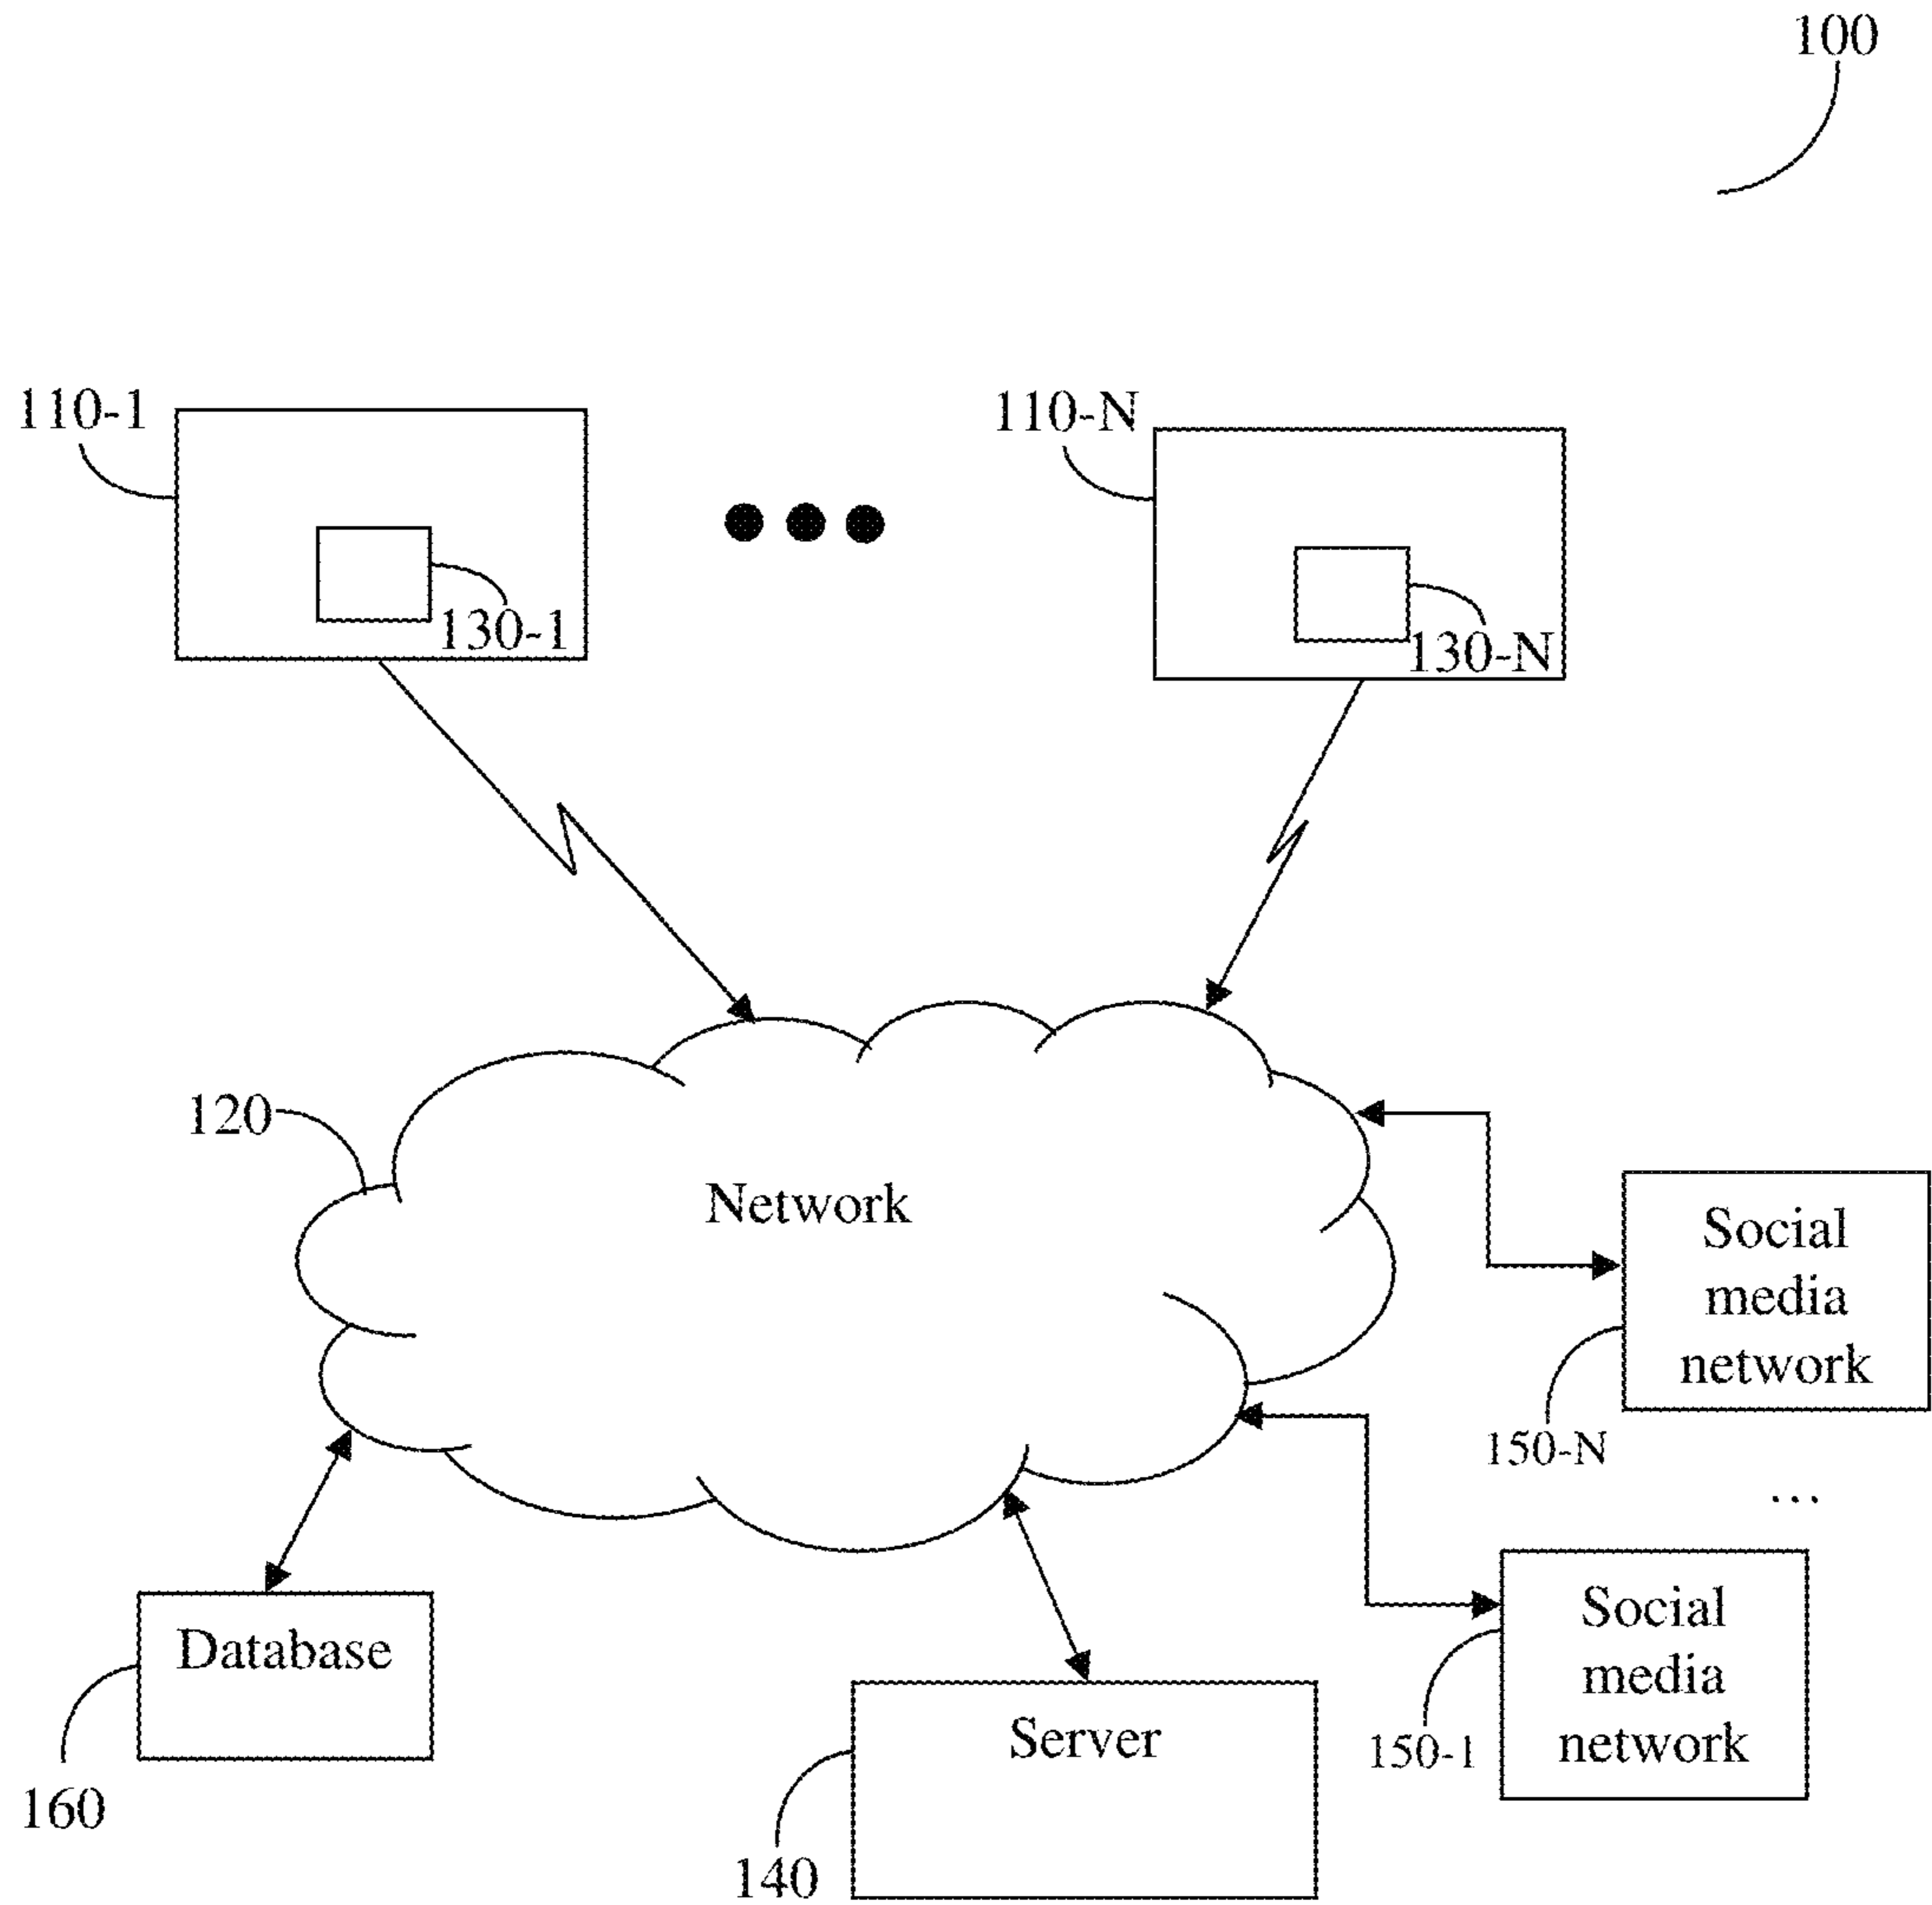 100
110-1
110-N
130-1
130-N
120
Network
Social
media
network
150-N
...
Database
Server
Social
media
network
150-1
160
140